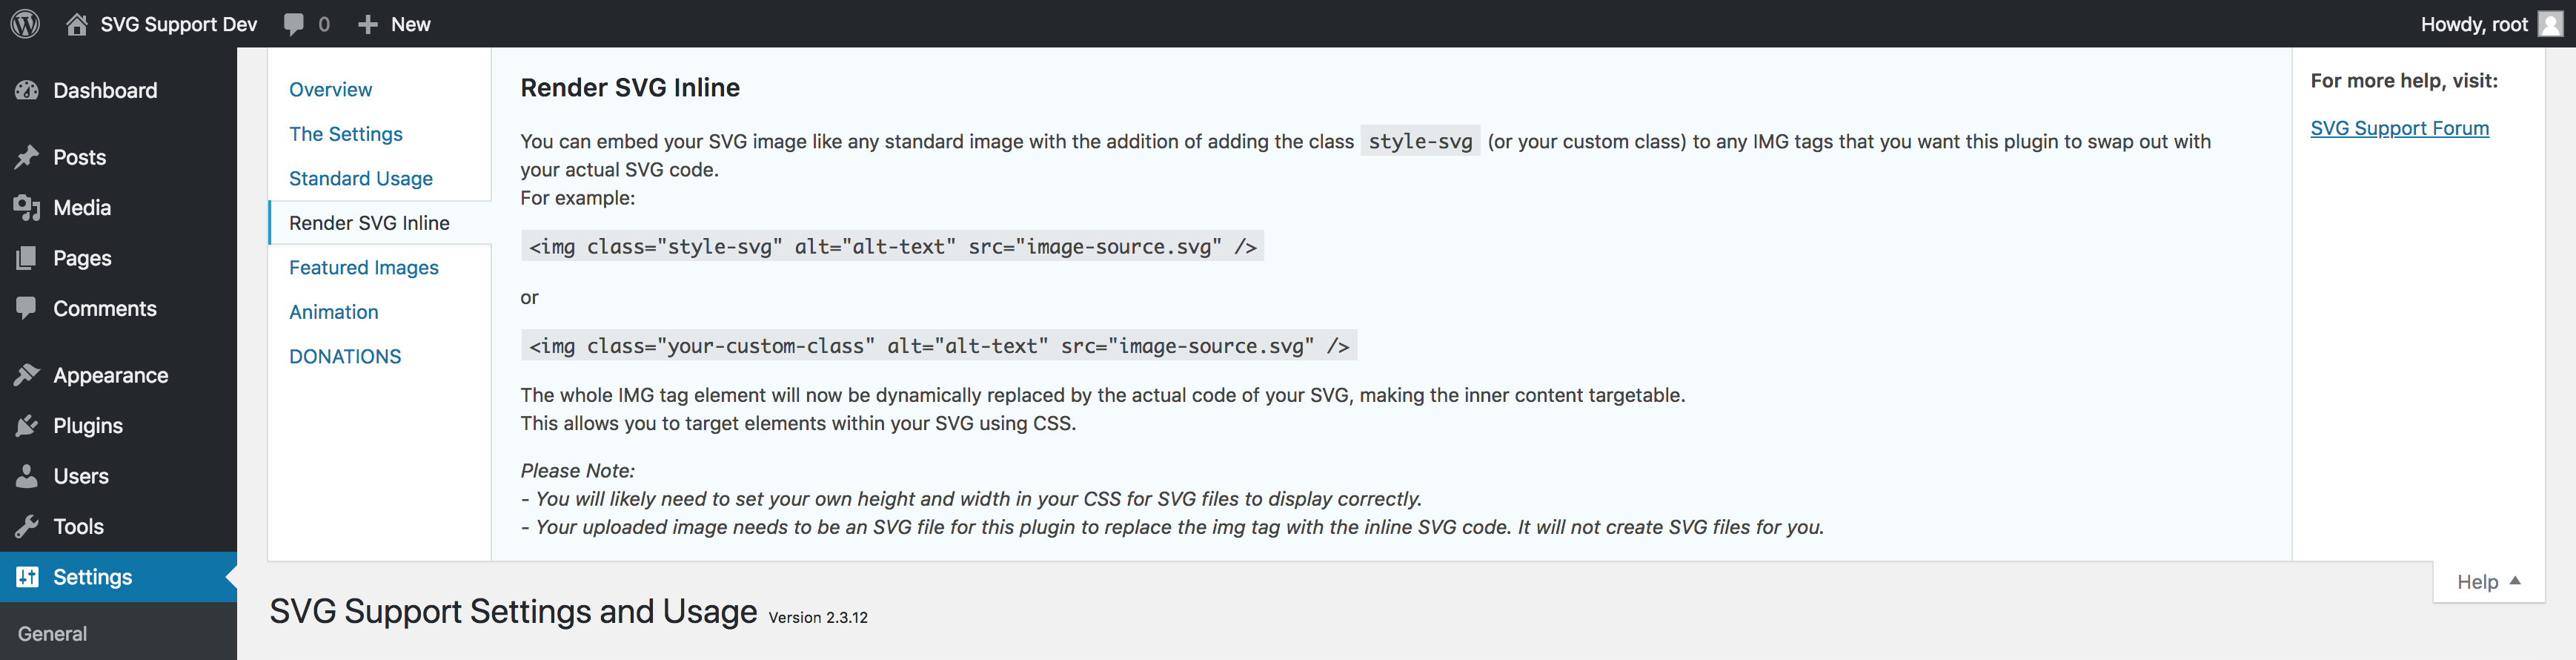 SVG Support Dev
0
New
Howdy, root
Dashboard
Posts
Media
Pages
Comments
Appearance
Plugins
Users
Tools
Settings
General
Overview
The Settings
Standard Usage
Render SVG Inline
Featured Images
Animation
DONATIONS
Render SVG Inline
You can embed your SVG image like any standard image with the addition of adding the class style-svg (or your custom class) to any IMG tags that you want this plugin to swap out with
your actual SVG code.
For example:
<img class="style-svg" alt="alt-text" src="image-source.svg" />
or
<img class="your-custom-class" alt="alt-text" src="image-source.svg" />
The whole IMG tag element will now be dynamically replaced by the actual code of your SVG, making the inner content targetable.
This allows you to target elements within your SVG using CSS.
Please Note:
- You will likely need to set your own height and width in your CSS for SVG files to display correctly.
- Your uploaded image needs to be an SVG file for this plugin to replace the img tag with the inline SVG code. It will not create SVG files for you.
For more help, visit:
SVG Support Forum
Help
SVG Support Settings and Usage Version 2.3.12